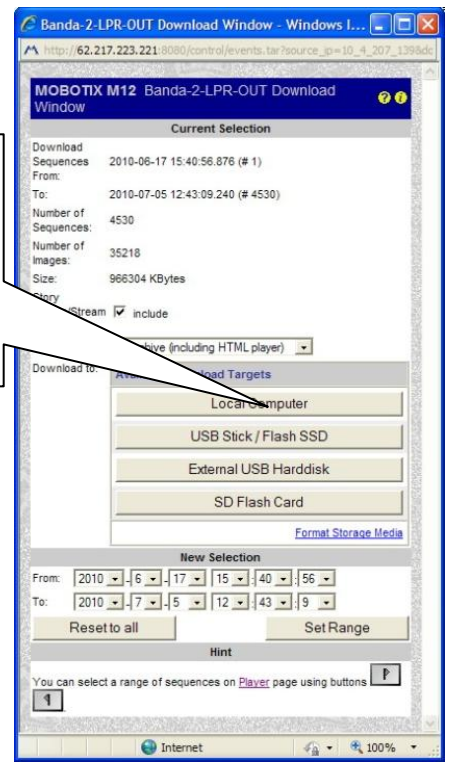 Banda-2-LPR-OUT Download Window - Windows I...
http://62.217.223.221:8080/control/events.tar?source_ip=10_4_207_139&dc
MOBOTIX M12 Banda-2-LPR-OUT Download
Window
Current Selection
Download
Sequences
From:
2010-06-17 15:40:56.876 (# 1)
To: 2010-07-05 12:43:09.240 (# 4530)
Number of
Sequences:
4530
Number of
Images:
35218
Size: 966304 KBytes
Story
/Stream include
(including HTML player)
Download to:
Targets
Local Computer
USB Stick / Flash SSD
External USB Harddisk
SD Flash Card
Format Storage Media
New Selection
From: 2010 - 6 - 17 15 : 40 : 56
To: 2010 - 7 - 5 12 : 43 : 9
Reset to all Set Range
Hint
You can select a range of sequences on Player page using buttons
Internet 100%